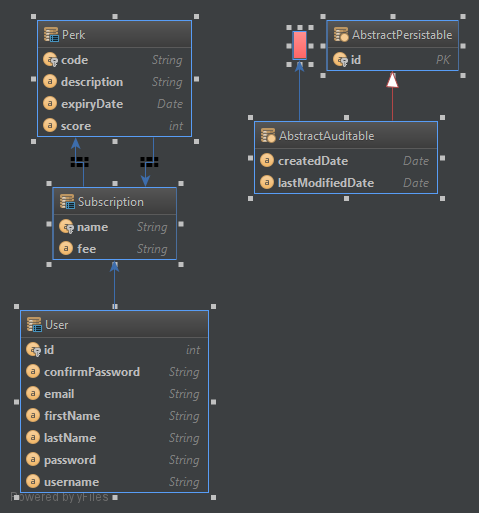 Perk
code String
description String
expiryDate Date
score int
AbstractPersistable
id PK
AbstractAuditable
createdDate Date
lastModifiedDate Date
Subscription
name String
fee String
User
id int
confirmPassword String
email String
firstName String
lastName String
password String
username String
Powered by yFiles